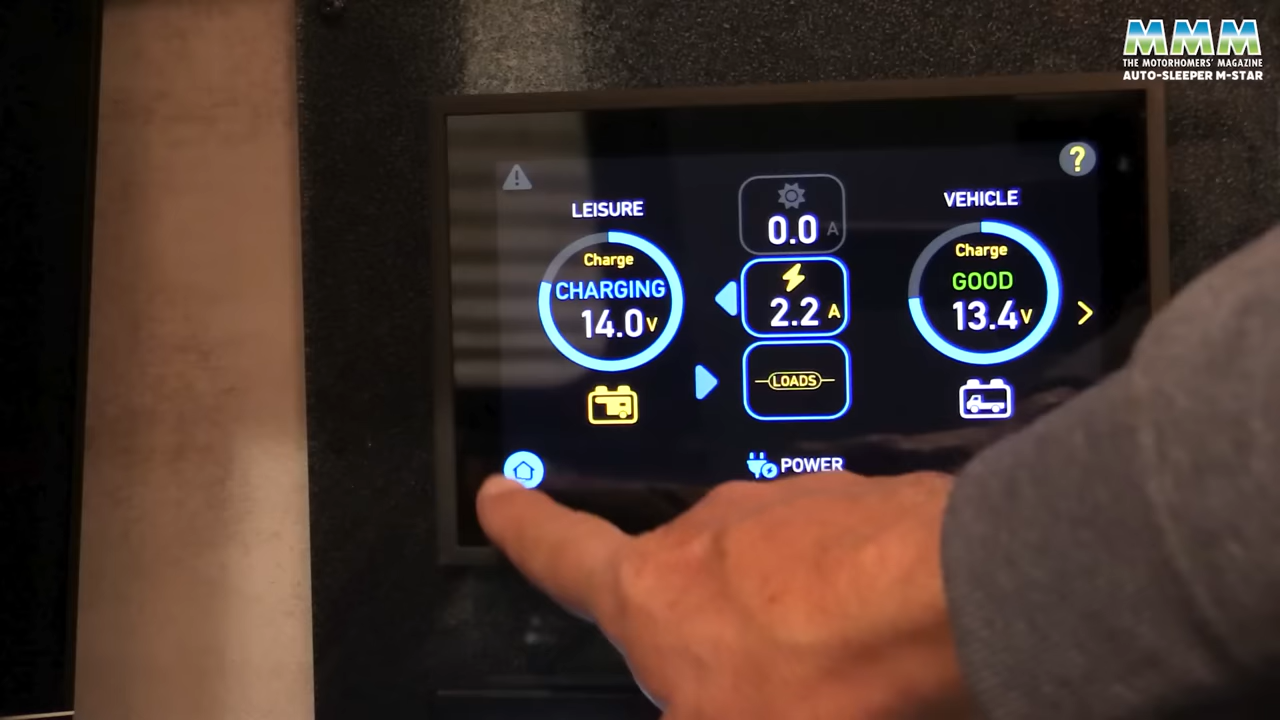 MMM
THE MOTORHOMERS' MAGAZINE
AUTO-SLEEPER M-STAR
?
LEISURE
Charge
CHARGING
14.0V
0.0 A
2.2 A
LOADS
VEHICLE
Charge
GOOD
13.4V
POWER